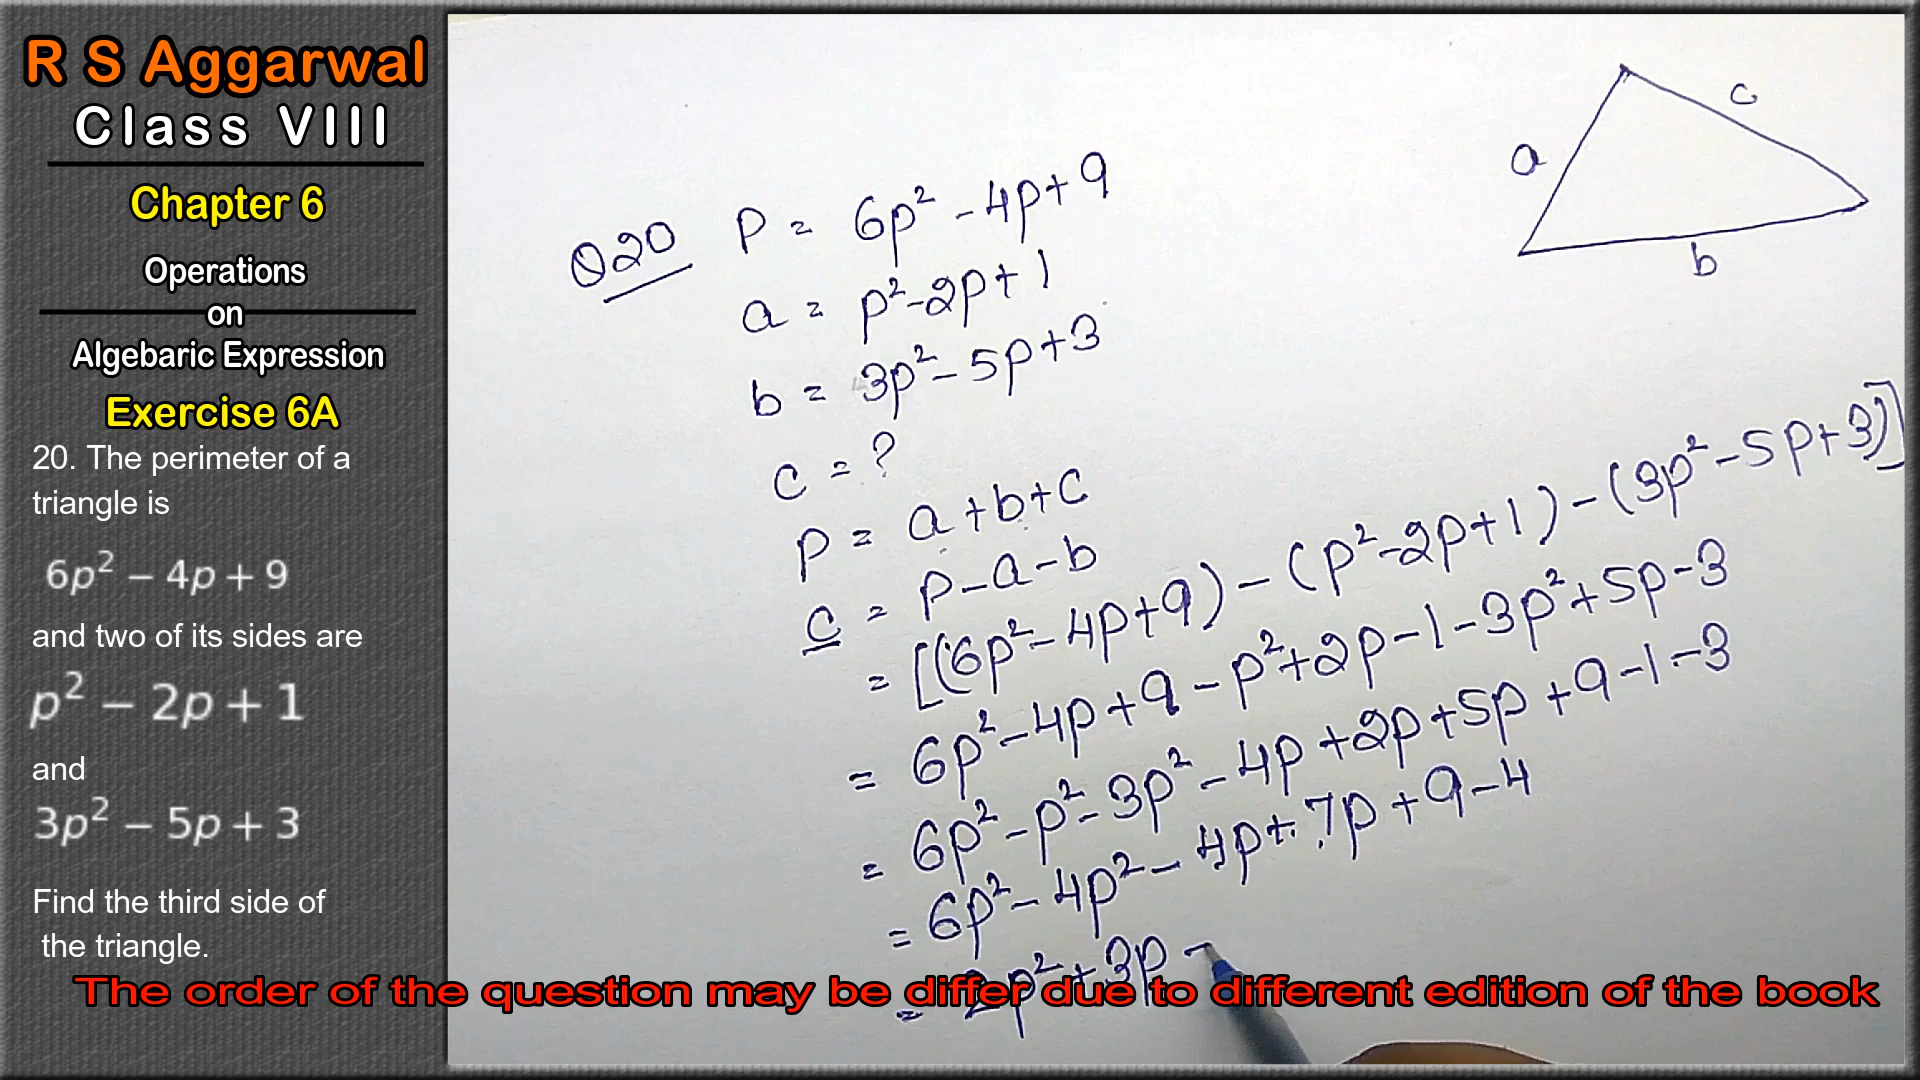 R S Aggarwal
Class VIII
Chapter 6
Operations
on
Algebaric Expression
Exercise 6A
20. The perimeter of a
triangle is
6p² − 4p + 9
and two of its sides are
p² − 2p + 1
and
3p² − 5p + 3
Find the third side of
the triangle.
Q20 P = 6p² - 4p + 9
a = p² - 2p + 1
b = 3p² - 5p + 3
c = ?
P = a + b + c
c = P - a - b
= [(6p² - 4p + 9) - (p² - 2p + 1) - (3p² - 5p + 3)]
= 6p² - 4p + 9 - p² + 2p - 1 - 3p² + 5p - 3
= 6p² - p² - 3p² - 4p + 2p + 5p + 9 - 1 - 3
= 6p² - 4p² - 4p + 7p + 9 - 4
= 2p² + 3p -
a
c
b
The order of the question may be differ due to different edition of the book